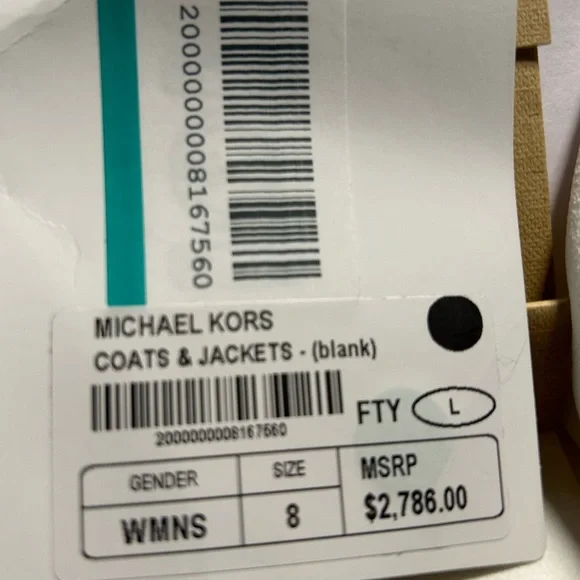 2000000008167560
MICHAEL KORS
COATS & JACKETS - (blank)
2000000008167560
FTY L
GENDER SIZE MSRP
WMNS 8 $2,786.00